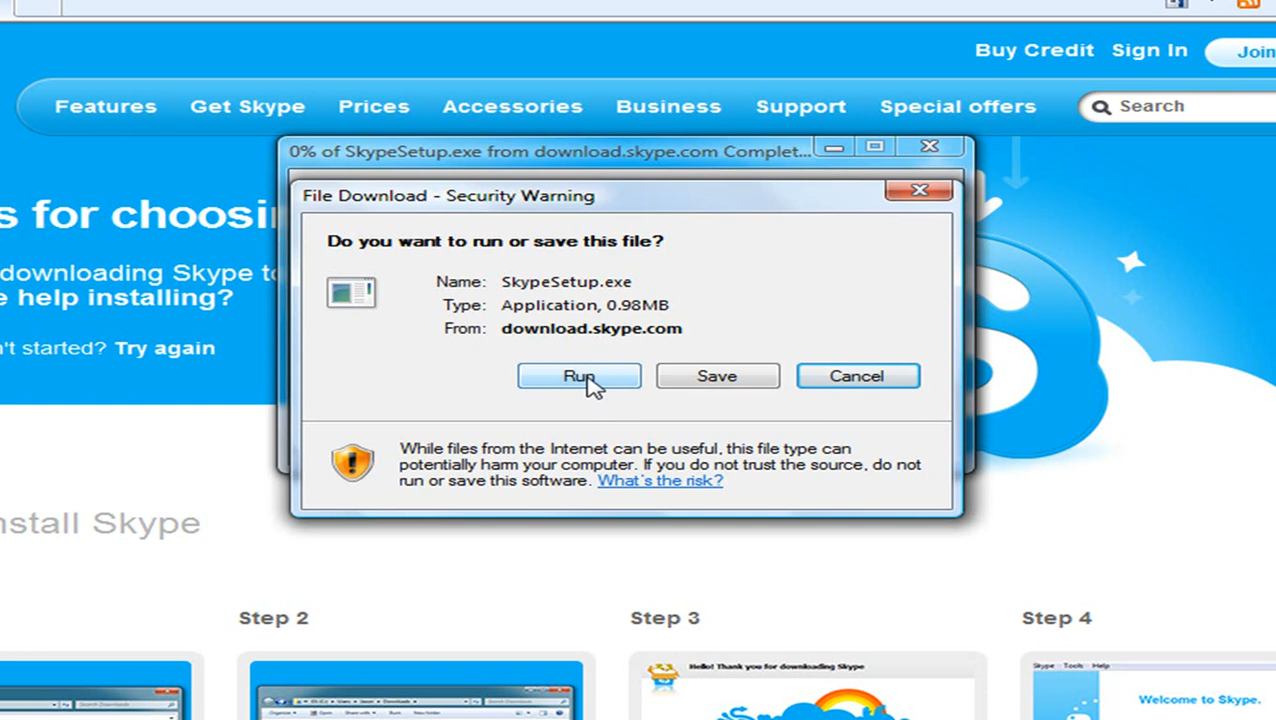 Buy Credit Sign In Join
Features Get Skype Prices Accessories Business Support Special offers Search
0% of SkypeSetup.exe from download.skype.com Complet...
File Download - Security Warning
s for choosin
Do you want to run or save this file?
downloading Skype to
Name: SkypeSetup.exe
e help installing?
Type: Application, 0.98MB
From: download.skype.com
n't started? Try again
Run Save Cancel
While files from the Internet can be useful, this file type can
potentially harm your computer. If you do not trust the source, do not
run or save this software. What's the risk?
nstall Skype
Step 2 Step 3 Step 4
Hello! Thank you for downloading Skype
Skype Tools Help
Welcome to Skype.